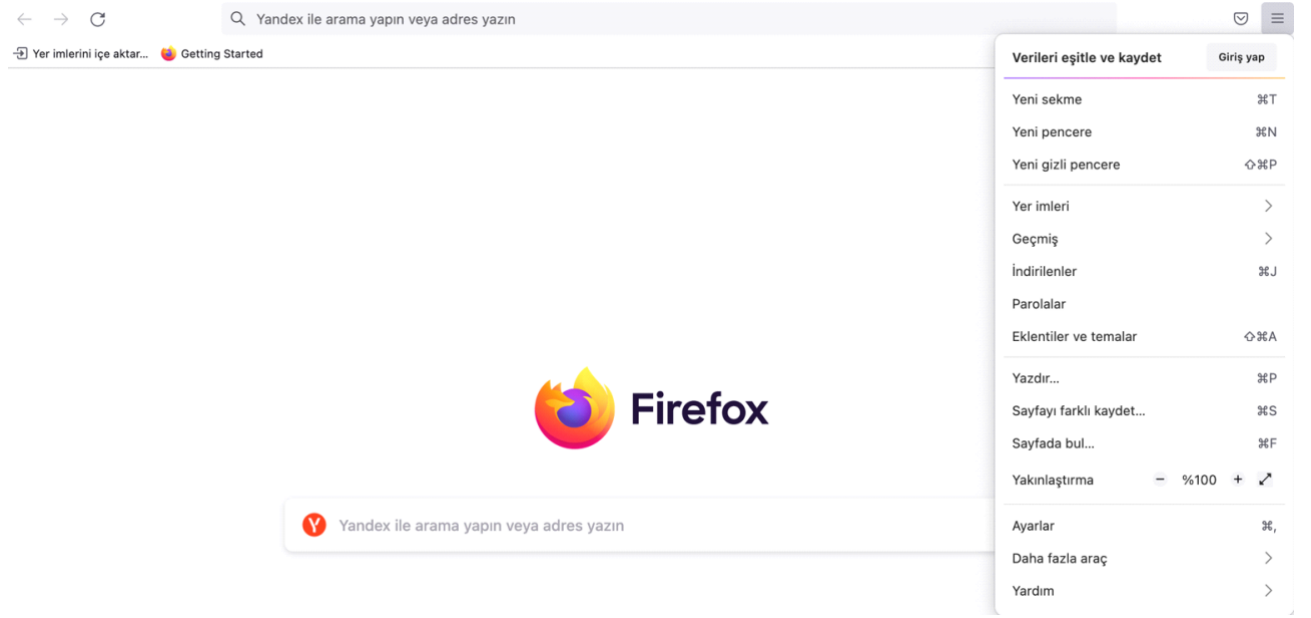 Yandex ile arama yapın veya adres yazın
Yer imlerini içe aktar... Getting Started
Verileri eşitle ve kaydet Giriş yap
Yeni sekme ⌘T
Yeni pencere ⌘N
Yeni gizli pencere ⇧⌘P
Yer imleri
Geçmiş
İndirilenler ⌘J
Parolalar
Eklentiler ve temalar ⇧⌘A
Yazdır... ⌘P
Sayfayı farklı kaydet... ⌘S
Sayfada bul... ⌘F
Yakınlaştırma − %100 +
Ayarlar ⌘,
Daha fazla araç
Yardım
Firefox
Y Yandex ile arama yapın veya adres yazın